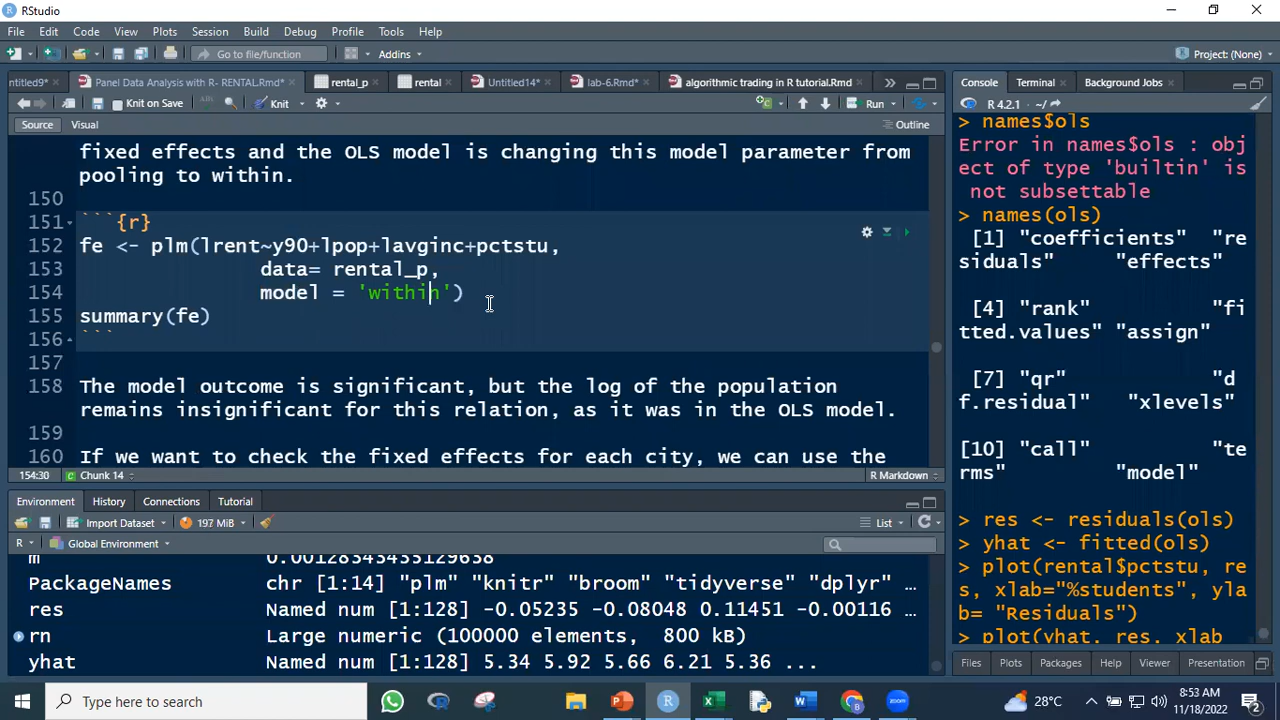 RStudio
File Edit Code View Plots Session Build Debug Profile Tools Help
Go to file/function Addins Project: (None)
ntitled9* Panel Data Analysis with R- RENTAL.Rmd* rental_p rental Untitled14* lab-6.Rmd* algorithmic trading in R tutorial.Rmd
Knit on Save Knit Run
Source Visual Outline
fixed effects and the OLS model is changing this model parameter from
pooling to within.
150
151 ```{r}
152 fe <- plm(lrent~y90+lpop+lavginc+pctstu,
153 data= rental_p,
154 model = 'within')
155 summary(fe)
156 ```
157
158 The model outcome is significant, but the log of the population
remains insignificant for this relation, as it was in the OLS model.
159
160 If we want to check the fixed effects for each city, we can use the
154:30 Chunk 14 R Markdown
Environment History Connections Tutorial
Import Dataset 197 MiB List
R Global Environment
m 0.00128343435129638
PackageNames chr [1:14] "plm" "knitr" "broom" "tidyverse" "dplyr" ...
res Named num [1:128] -0.05235 -0.08048 0.11451 -0.00116 ...
rn Large numeric (100000 elements, 800 kB)
yhat Named num [1:128] 5.34 5.92 5.66 6.21 5.36 ...
Console Terminal Background Jobs
R 4.2.1 · ~/
> names$ols
Error in names$ols : obj
ect of type 'builtin' is
not subsettable
> names(ols)
[1] "coefficients" "re
siduals" "effects"
[4] "rank" "fi
tted.values" "assign"
[7] "qr" "d
f.residual" "xlevels"
[10] "call" "te
rms" "model"
> res <- residuals(ols)
> yhat <- fitted(ols)
> plot(rental$pctstu, re
s, xlab="%students", yla
b= "Residuals")
> plot(yhat, res, xlab
Files Plots Packages Help Viewer Presentation
Type here to search
28°C
8:53 AM
11/18/2022
2